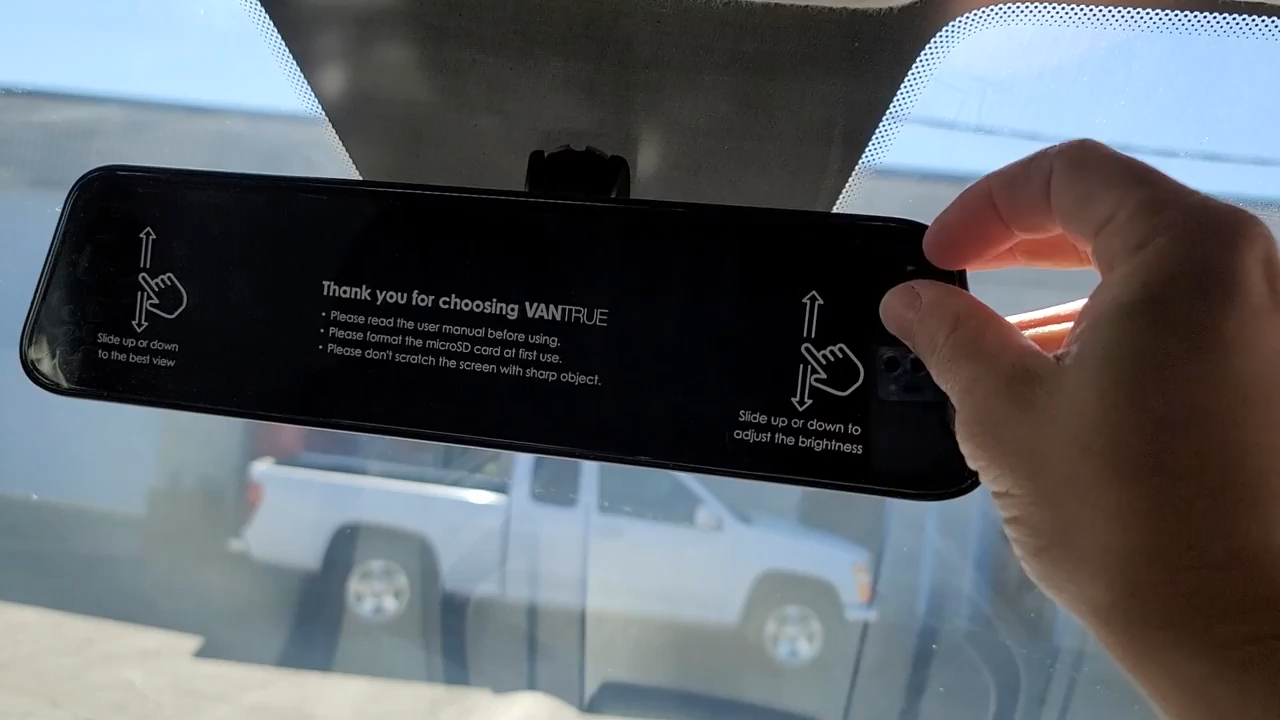 Slide up or down
to the best view
Thank you for choosing VANTRUE
• Please read the user manual before using.
• Please format the microSD card at first use.
• Please don't scratch the screen with sharp object.
Slide up or down to
adjust the brightness